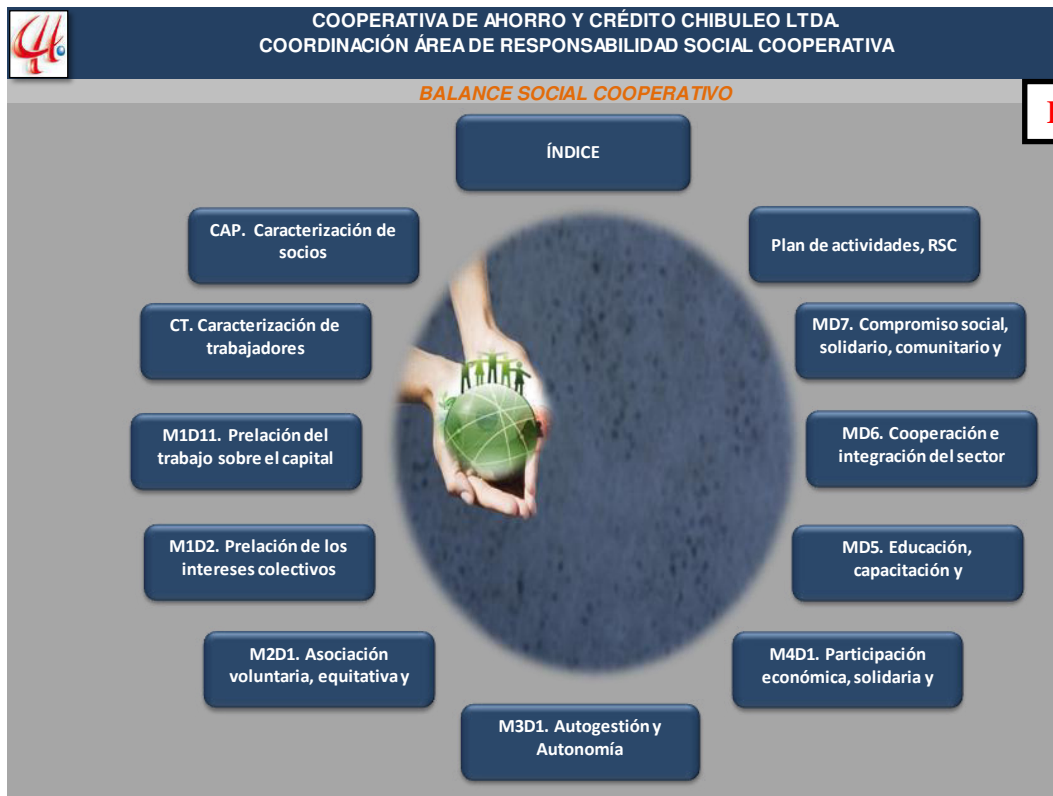 COOPERATIVA DE AHORRO Y CRÉDITO CHIBULEO LTDA.
COORDINACIÓN ÁREA DE RESPONSABILIDAD SOCIAL COOPERATIVA
BALANCE SOCIAL COOPERATIVO
ÍNDICE
CAP. Caracterización de
socios
Plan de actividades, RSC
CT. Caracterización de
trabajadores
MD7. Compromiso social,
solidario, comunitario y
M1D11. Prelación del
trabajo sobre el capital
MD6. Cooperación e
integración del sector
M1D2. Prelación de los
intereses colectivos
MD5. Educación,
capacitación y
M2D1. Asociación
voluntaria, equitativa y
M4D1. Participación
económica, solidaria y
M3D1. Autogestión y
Autonomía